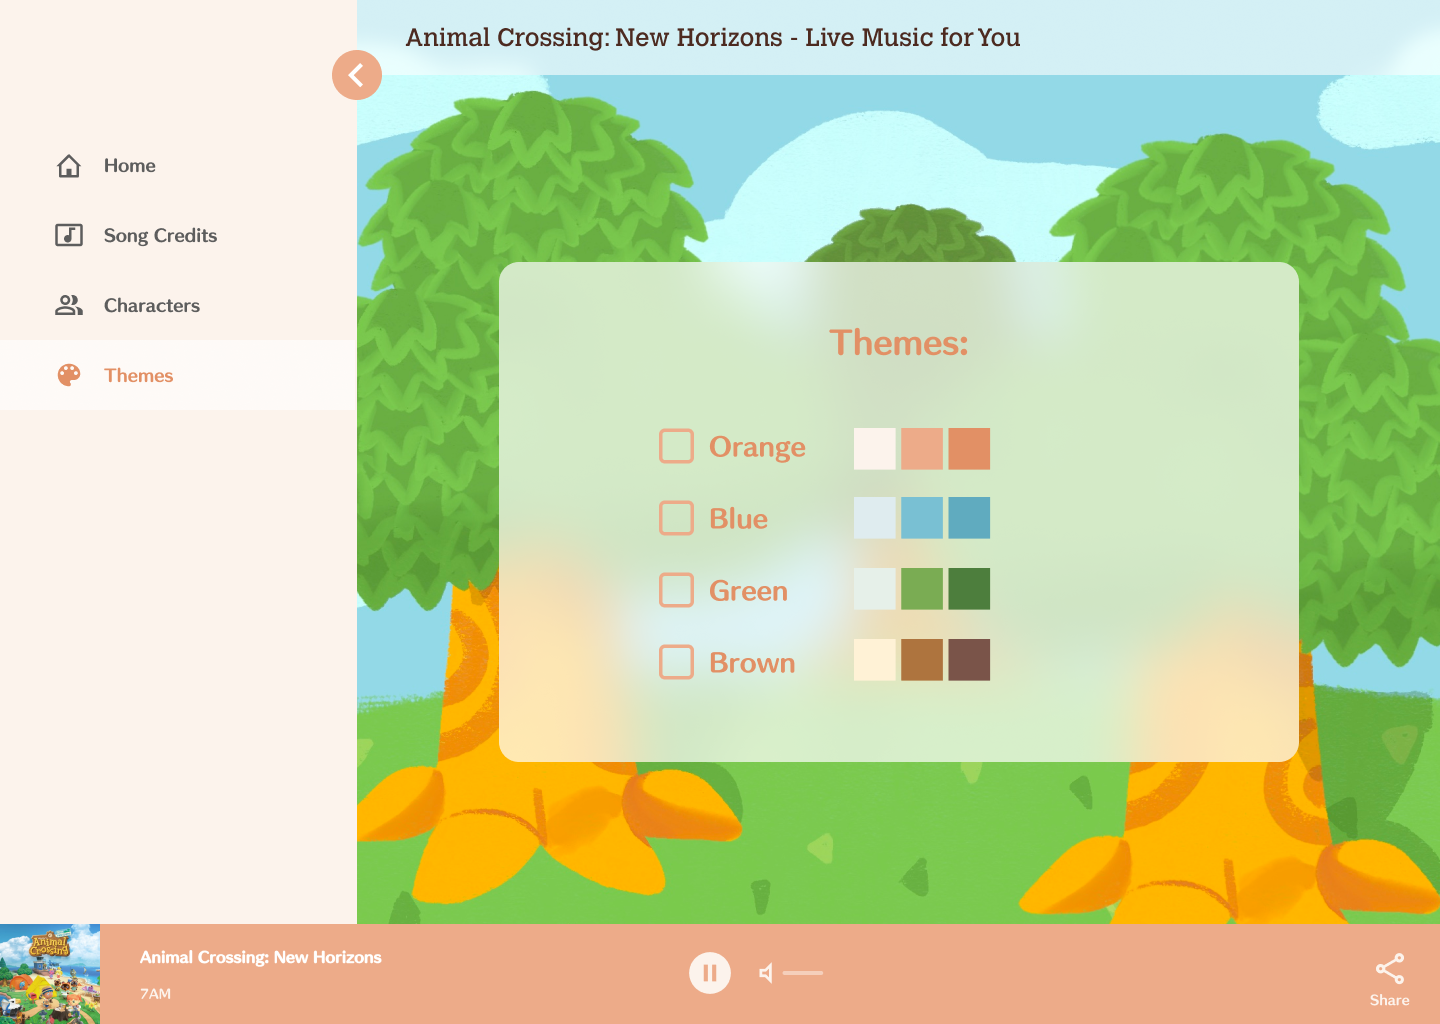 Animal Crossing: New Horizons - Live Music for You
Home
Song Credits
Characters
Themes
Themes:
Orange
Blue
Green
Brown
Animal Crossing
Animal Crossing: New Horizons
7AM
Share